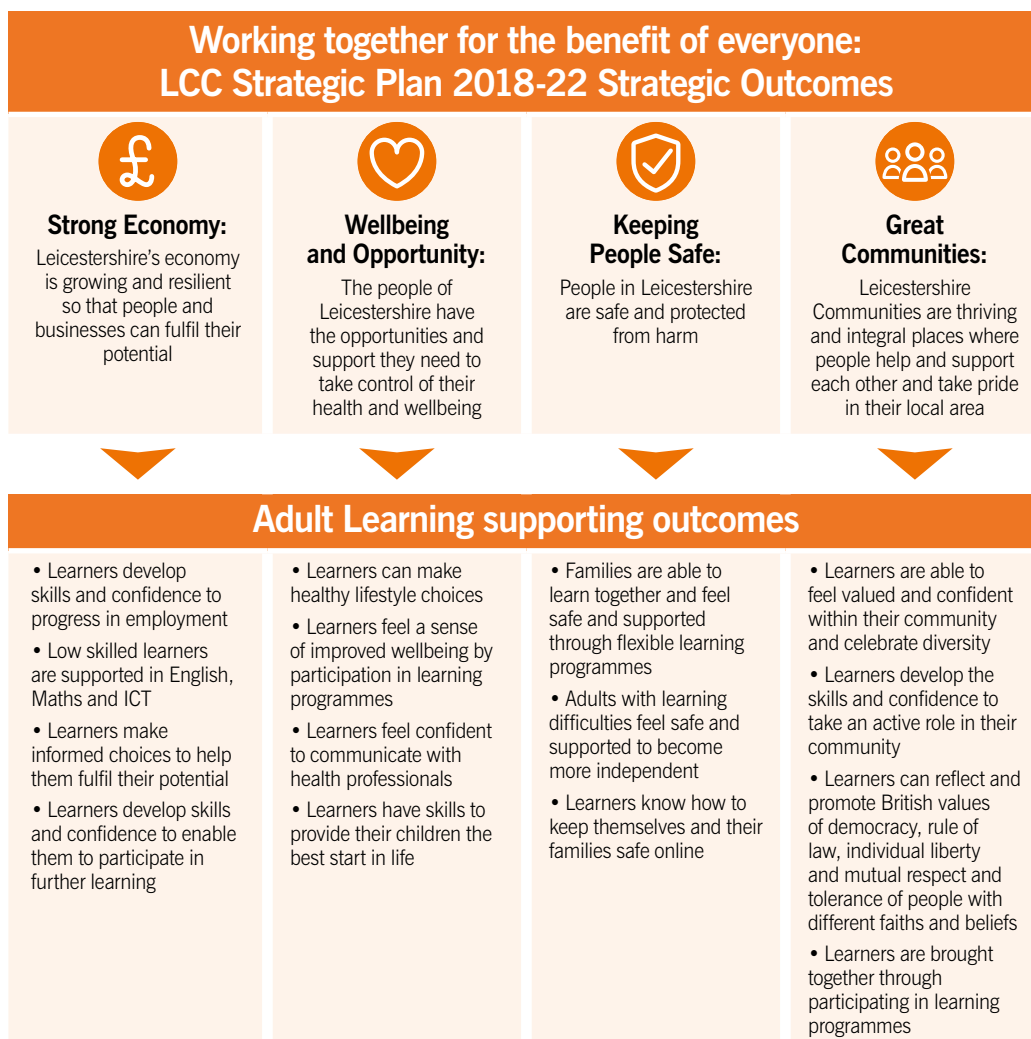 Working together for the benefit of everyone:
LCC Strategic Plan 2018-22 Strategic Outcomes
£
Strong Economy:
Leicestershire's economy
is growing and resilient
so that people and
businesses can fulfil their
potential
Wellbeing
and Opportunity:
The people of
Leicestershire have
the opportunities and
support they need to
take control of their
health and wellbeing
Keeping
People Safe:
People in Leicestershire
are safe and protected
from harm
Great
Communities:
Leicestershire
Communities are thriving
and integral places where
people help and support
each other and take pride
in their local area
Adult Learning supporting outcomes
• Learners develop
skills and confidence to
progress in employment
• Low skilled learners
are supported in English,
Maths and ICT
• Learners make
informed choices to help
them fulfil their potential
• Learners develop skills
and confidence to enable
them to participate in
further learning
• Learners can make
healthy lifestyle choices
• Learners feel a sense
of improved wellbeing by
participation in learning
programmes
• Learners feel confident
to communicate with
health professionals
• Learners have skills to
provide their children the
best start in life
• Families are able to
learn together and feel
safe and supported
through flexible learning
programmes
• Adults with learning
difficulties feel safe and
supported to become
more independent
• Learners know how to
keep themselves and their
families safe online
• Learners are able to
feel valued and confident
within their community
and celebrate diversity
• Learners develop the
skills and confidence to
take an active role in their
community
• Learners can reflect and
promote British values
of democracy, rule of
law, individual liberty
and mutual respect and
tolerance of people with
different faiths and beliefs
• Learners are brought
together through
participating in learning
programmes